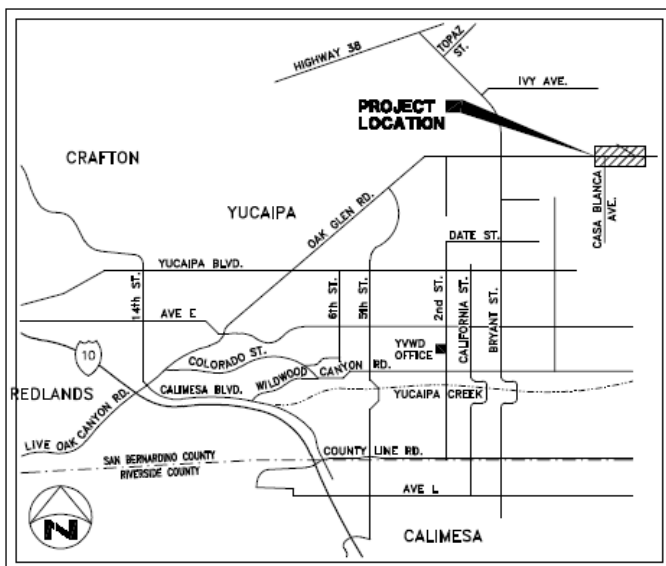 HIGHWAY 38
TOPAZ
ST.
IVY AVE.
PROJECT
LOCATION
CRAFTON
YUCAIPA
OAK GLEN RD.
CASA BLANCA
AVE.
DATE ST.
YUCAIPA BLVD.
14th ST.
6th ST.
5th ST.
2nd ST.
CALIFORNIA ST.
BRYANT ST.
AVE E
YVWD
OFFICE
10
COLORADO ST.
WILDWOOD CANYON RD.
CALIMESA BLVD.
YUCAIPA CREEK
REDLANDS
LIVE OAK CANYON RD.
SAN BERNARDINO COUNTY
RIVERSIDE COUNTY
COUNTY LINE RD.
AVE L
N
CALIMESA